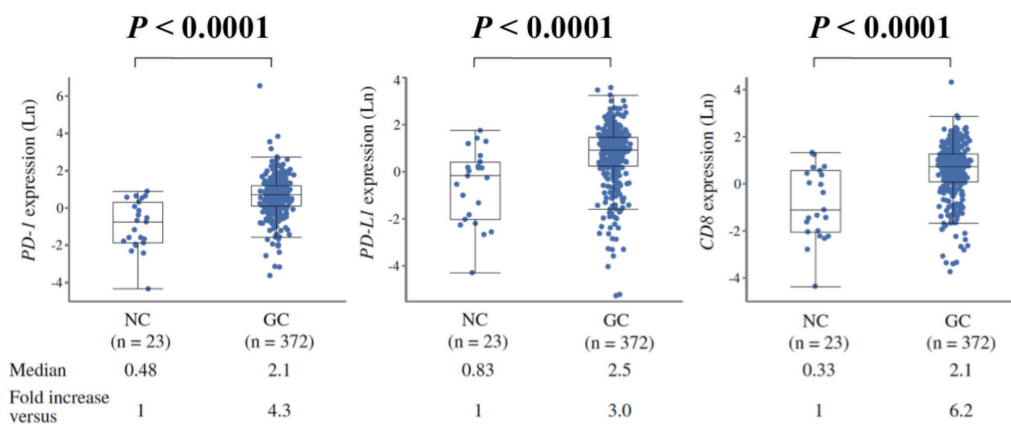 P < 0.0001 P < 0.0001 P < 0.0001
PD-1 expression (Ln)
6
4
2
0
-2
-4
PD-L1 expression (Ln)
4
2
0
-2
-4
CD8 expression (Ln)
4
2
0
-2
-4
NC GC NC GC NC GC
(n = 23) (n = 372) (n = 23) (n = 372) (n = 23) (n = 372)
Median 0.48 2.1 0.83 2.5 0.33 2.1
Fold increase
versus 1 4.3 1 3.0 1 6.2